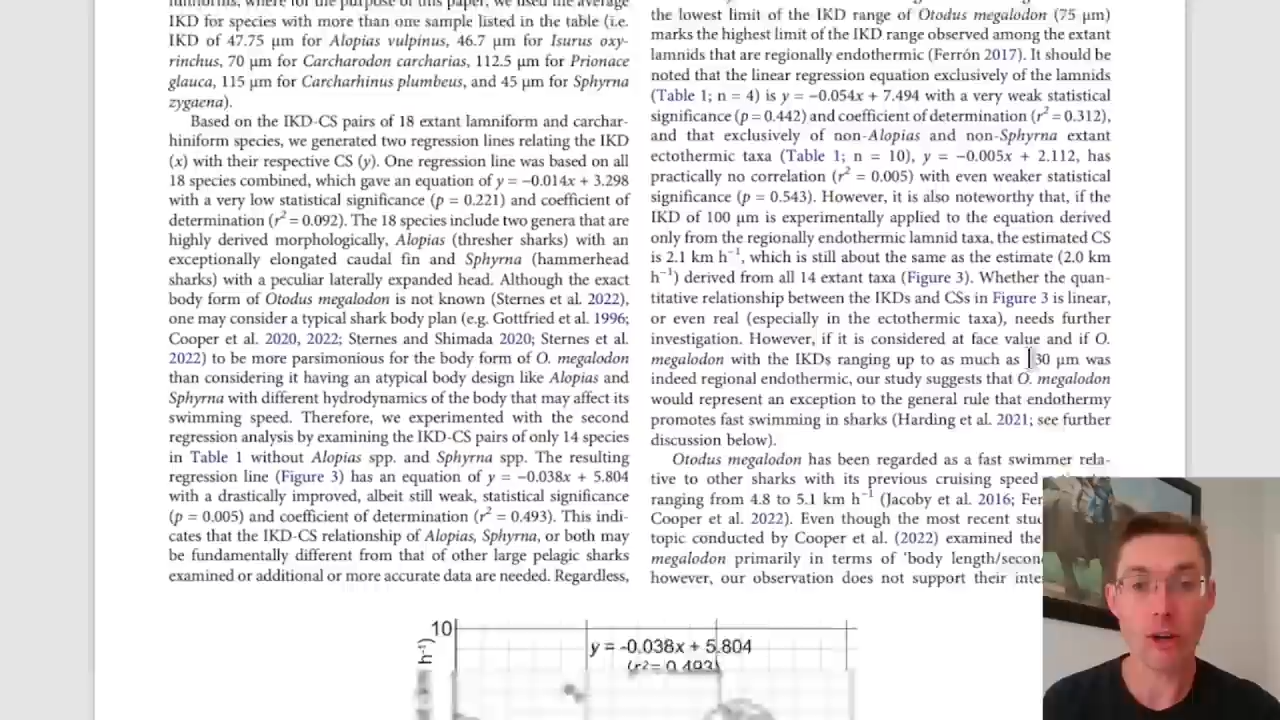 IKD for species with more than one sample listed in the table (i.e.
IKD of 47.75 μm for Alopias vulpinus, 46.7 μm for Isurus oxy-
rinchus, 70 μm for Carcharodon carcharias, 112.5 μm for Prionace
glauca, 115 μm for Carcharhinus plumbeus, and 45 μm for Sphyrna
zygaena).
Based on the IKD-CS pairs of 18 extant lamniform and carchar-
hiniform species, we generated two regression lines relating the IKD
(x) with their respective CS (y). One regression line was based on all
18 species combined, which gave an equation of y = −0.014x + 3.298
with a very low statistical significance (p = 0.221) and coefficient of
determination (r² = 0.092). The 18 species include two genera that are
highly derived morphologically, Alopias (thresher sharks) with an
exceptionally elongated caudal fin and Sphyrna (hammerhead
sharks) with a peculiar laterally expanded head. Although the exact
body form of Otodus megalodon is not known (Sternes et al. 2022),
one may consider a typical shark body plan (e.g. Gottfried et al. 1996;
Cooper et al. 2020, 2022; Sternes and Shimada 2020; Sternes et al.
2022) to be more parsimonious for the body form of O. megalodon
than considering it having an atypical body design like Alopias and
Sphyrna with different hydrodynamics of the body that may affect its
swimming speed. Therefore, we experimented with the second
regression analysis by examining the IKD-CS pairs of only 14 species
in Table 1 without Alopias spp. and Sphyrna spp. The resulting
regression line (Figure 3) has an equation of y = −0.038x + 5.804
with a drastically improved, albeit still weak, statistical significance
(p = 0.005) and coefficient of determination (r² = 0.493). This indi-
cates that the IKD-CS relationship of Alopias, Sphyrna, or both may
be fundamentally different from that of other large pelagic sharks
examined or additional or more accurate data are needed. Regardless,
the lowest limit of the IKD range of Otodus megalodon (75 μm)
marks the highest limit of the IKD range observed among the extant
lamnids that are regionally endothermic (Ferrón 2017). It should be
noted that the linear regression equation exclusively of the lamnids
(Table 1; n = 4) is y = −0.054x + 7.494 with a very weak statistical
significance (p = 0.442) and coefficient of determination (r² = 0.312),
and that exclusively of non-Alopias and non-Sphyrna extant
ectothermic taxa (Table 1; n = 10), y = −0.005x + 2.112, has
practically no correlation (r² = 0.005) with even weaker statistical
significance (p = 0.543). However, it is also noteworthy that, if the
IKD of 100 μm is experimentally applied to the equation derived
only from the regionally endothermic lamnid taxa, the estimated CS
is 2.1 km h⁻¹, which is still about the same as the estimate (2.0 km
h⁻¹) derived from all 14 extant taxa (Figure 3). Whether the quan-
titative relationship between the IKDs and CSs in Figure 3 is linear,
or even real (especially in the ectothermic taxa), needs further
investigation. However, if it is considered at face value and if O.
megalodon with the IKDs ranging up to as much as 30 μm was
indeed regional endothermic, our study suggests that O. megalodon
would represent an exception to the general rule that endothermy
promotes fast swimming in sharks (Harding et al. 2021; see further
discussion below).
Otodus megalodon has been regarded as a fast swimmer rela-
tive to other sharks with its previous cruising speed
ranging from 4.8 to 5.1 km h⁻¹ (Jacoby et al. 2016; Fer
Cooper et al. 2022). Even though the most recent stu
topic conducted by Cooper et al. (2022) examined the
megalodon primarily in terms of 'body length/secon
however, our observation does not support their inte
10
y = -0.038x + 5.804
(r²= 0.493)
h⁻¹)